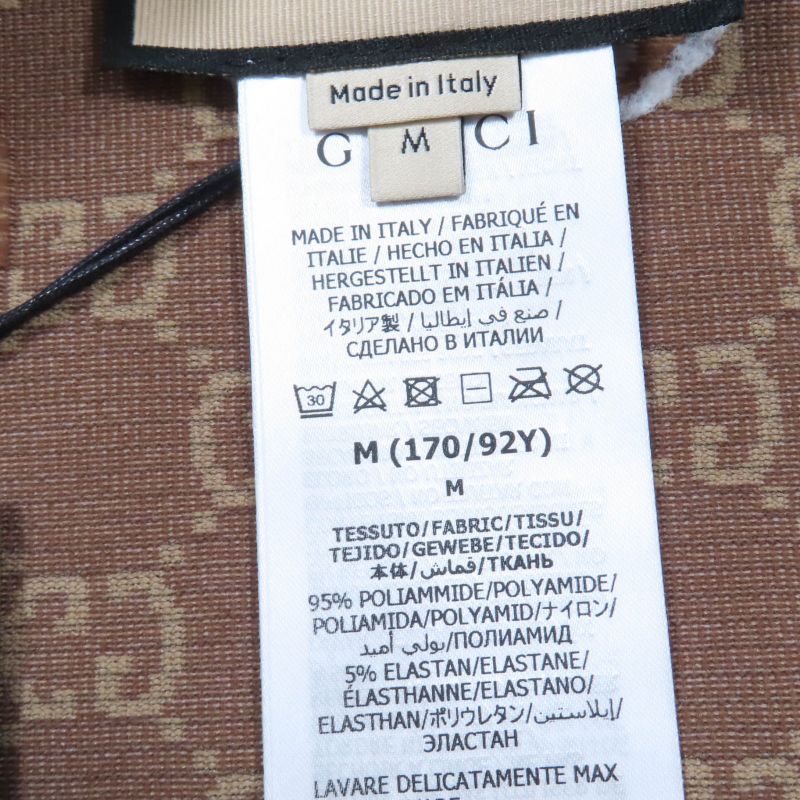 Made in Italy
G CCI
M
MADE IN ITALY / FABRIQUÉ EN
ITALIE / HECHO EN ITALIA /
HERGESTELLT IN ITALIEN /
FABRICADO EM ITÁLIA /
イタリア製 / صنع في إيطاليا /
СДЕЛАНО В ИТАЛИИ
30
M (170/92Y)
M
TESSUTO/FABRIC/TISSU/
TEJIDO/GEWEBE/TECIDO/
本体/قماش/ТКАНЬ
95% POLIAMMIDE/POLYAMIDE/
POLIAMIDA/POLYAMID/ナイロン/
بولي أميد/ПОЛИАМИД
5% ELASTAN/ELASTANE/
ÉLASTHANNE/ELASTANO/
ELASTHAN/ポリウレタン/إيلاستين/
ЭЛАСТАН
LAVARE DELICATAMENTE MAX